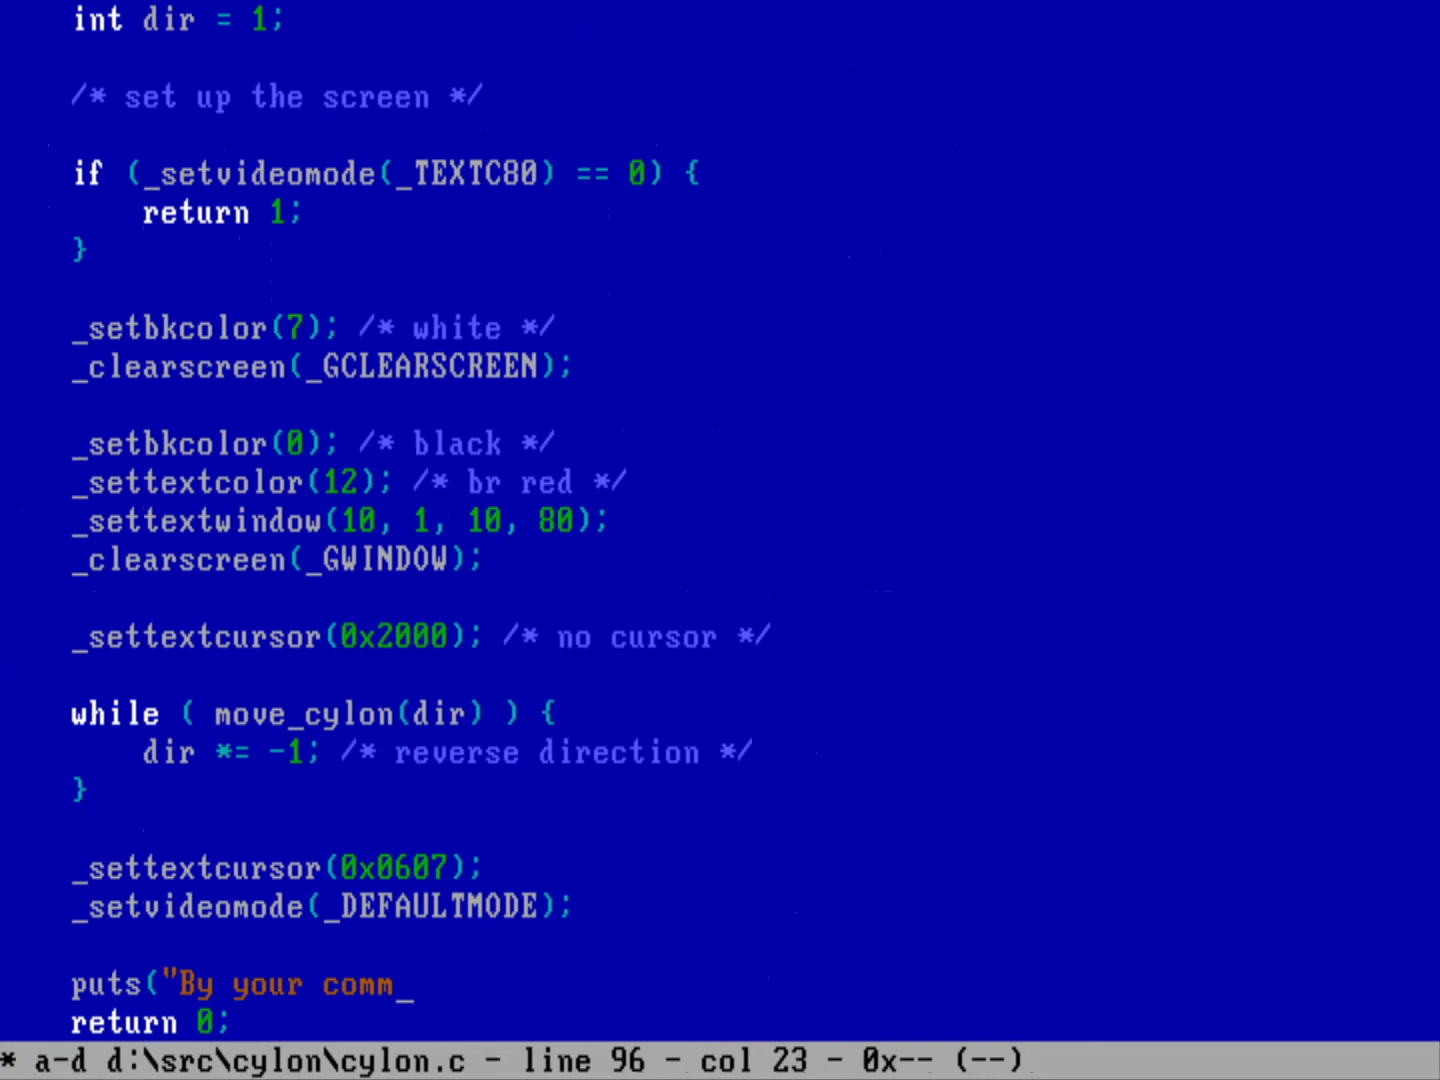 int dir = 1;
/* set up the screen */
if (_setvideomode(_TEXTC80) == 0) {
return 1;
}
_setbkcolor(7); /* white */
_clearscreen(_GCLEARSCREEN);
_setbkcolor(0); /* black */
_settextcolor(12); /* br red */
_settextwindow(10, 1, 10, 80);
_clearscreen(_GWINDOW);
_settextcursor(0x2000); /* no cursor */
while ( move_cylon(dir) ) {
dir *= -1; /* reverse direction */
}
_settextcursor(0x0607);
_setvideomode(_DEFAULTMODE);
puts("By your comm_
return 0;
* a-d d:\src\cylon\cylon.c - line 96 - col 23 - 0x-- (--)